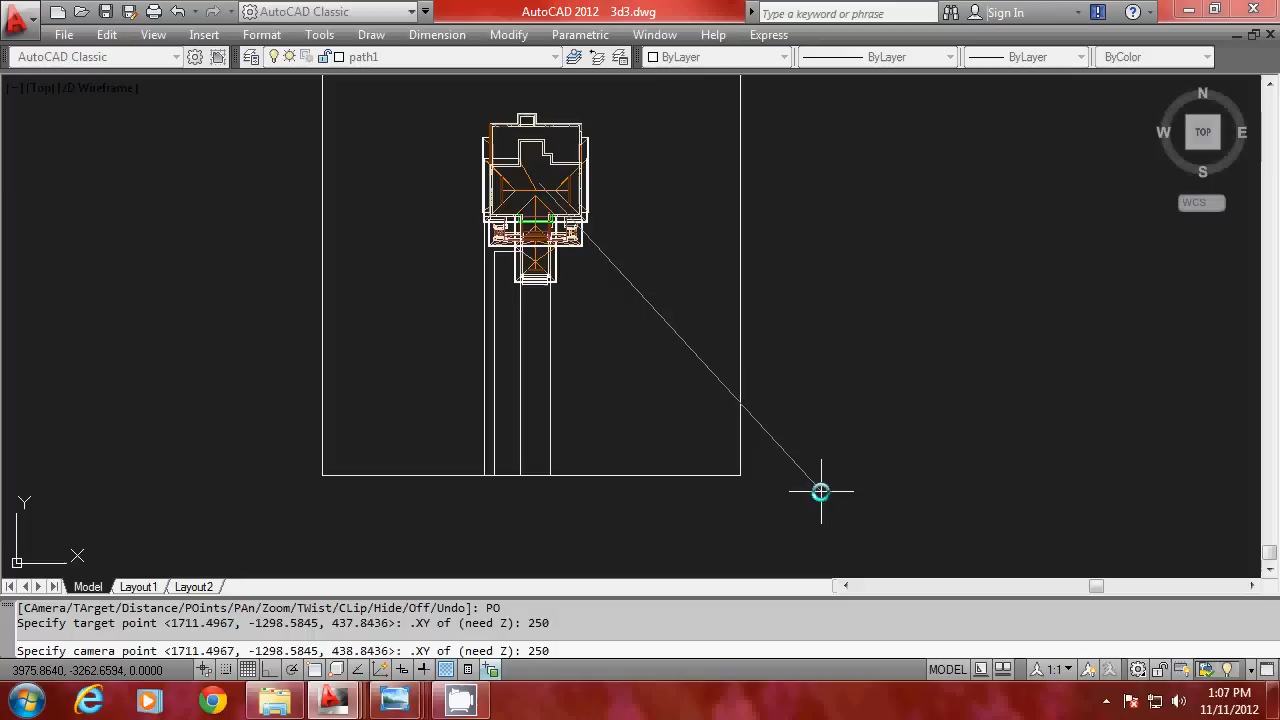 AutoCAD Classic
AutoCAD 2012 3d3.dwg
Type a keyword or phrase
Sign In
File Edit View Insert Format Tools Draw Dimension Modify Parametric Window Help Express
AutoCAD Classic
path1
ByLayer
ByLayer
ByLayer
ByColor
[−] [Top] [2D Wireframe]
N
W TOP E
S
WCS
Y
X
Model Layout1 Layout2
[CAmera/TArget/Distance/POints/PAn/Zoom/TWist/CLip/Hide/Off/Undo]: PO
Specify target point <1711.4967, -1298.5845, 437.8436>: .XY of (need Z): 250
Specify camera point <1711.4967, -1298.5845, 438.8436>: .XY of (need Z): 250
3975.8640, -3262.6594, 0.0000
MODEL
1:1
1:07 PM
11/11/2012